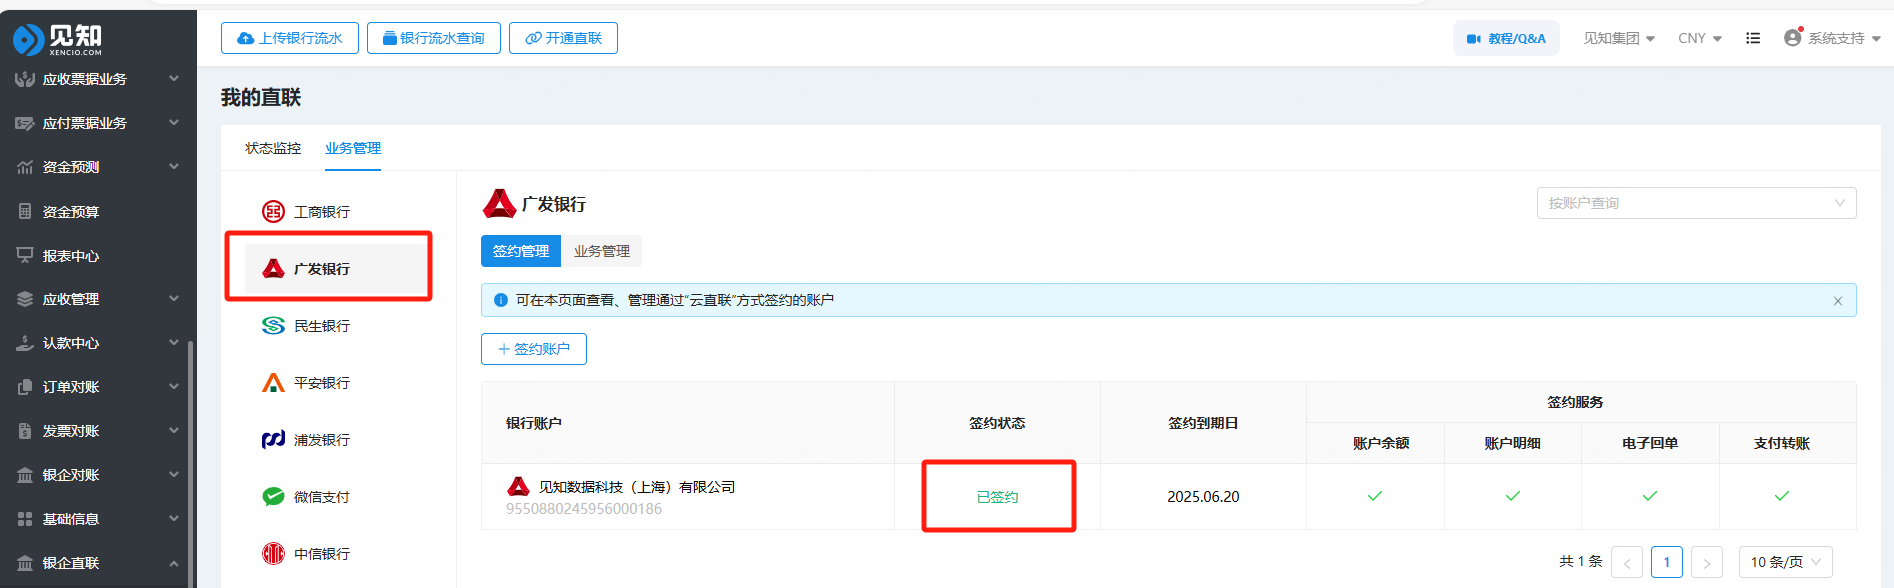 见知
XENCIO.COM
上传银行流水
银行流水查询
开通直联
教程/Q&A
见知集团
CNY
系统支持
应收票据业务
应付票据业务
资金预测
资金预算
报表中心
应收管理
认款中心
订单对账
发票对账
银企对账
基础信息
银企直联
我的直联
状态监控
业务管理
工商银行
广发银行
民生银行
平安银行
浦发银行
微信支付
中信银行
广发银行
按账户查询
签约管理
业务管理
可在本页面查看、管理通过“云直联”方式签约的账户
签约账户
银行账户
签约状态
签约到期日
签约服务
账户余额
账户明细
电子回单
支付转账
见知数据科技（上海）有限公司
9550880245956000186
已签约
2025.06.20
共 1 条
1
10 条/页